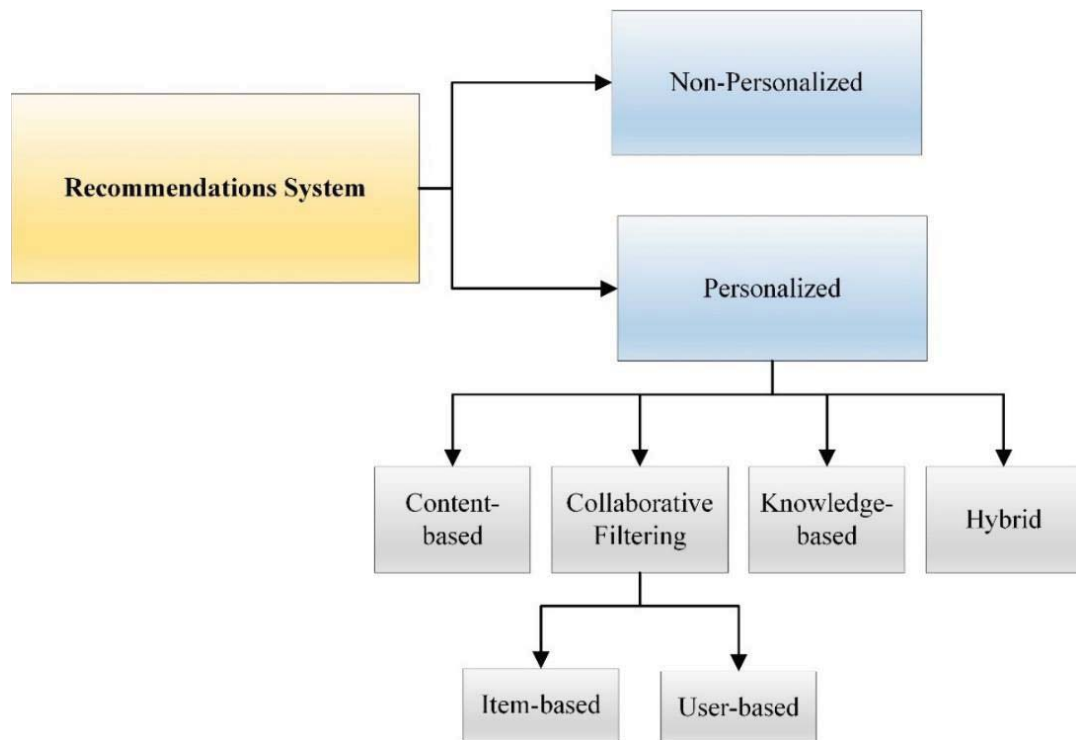 Non-Personalized
Recommendations System
Personalized
Content-
based
Collaborative
Filtering
Knowledge-
based
Hybrid
Item-based
User-based